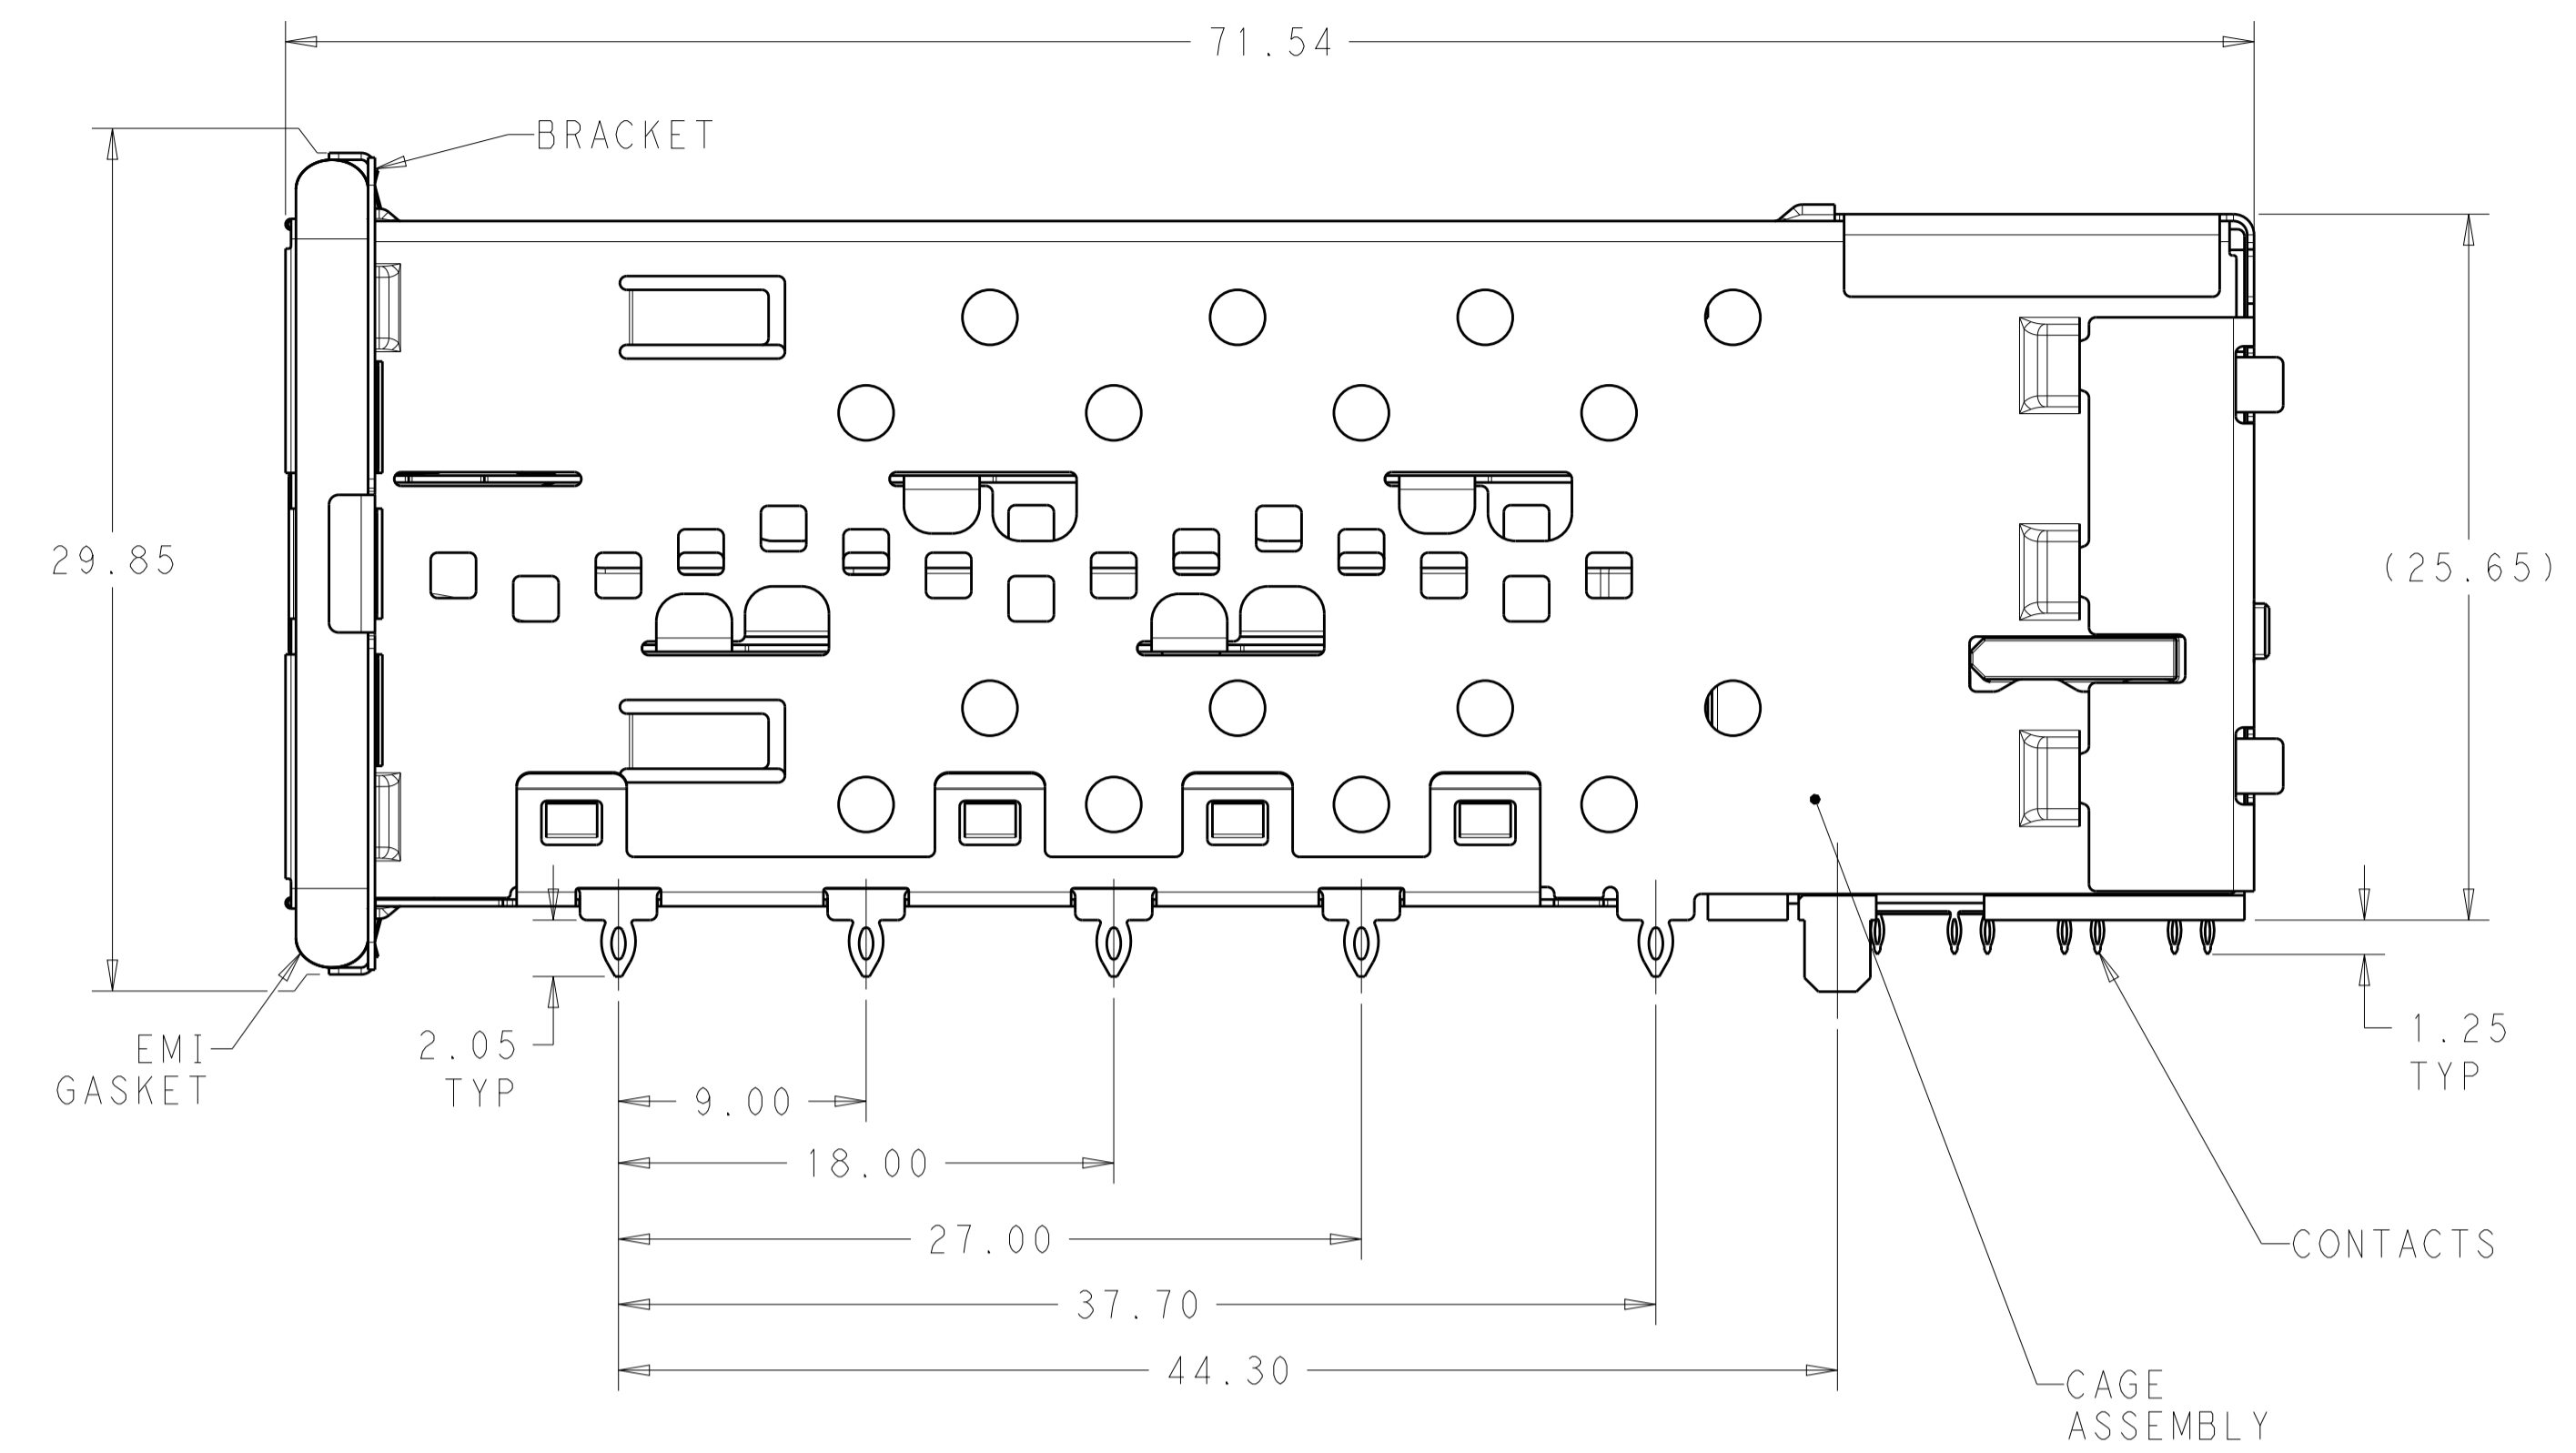 71.54
BRACKET
29.85
(25.65)
EMI
GASKET
2.05
TYP
1.25
TYP
9.00
18.00
27.00
CONTACTS
37.70
44.30
CAGE
ASSEMBLY